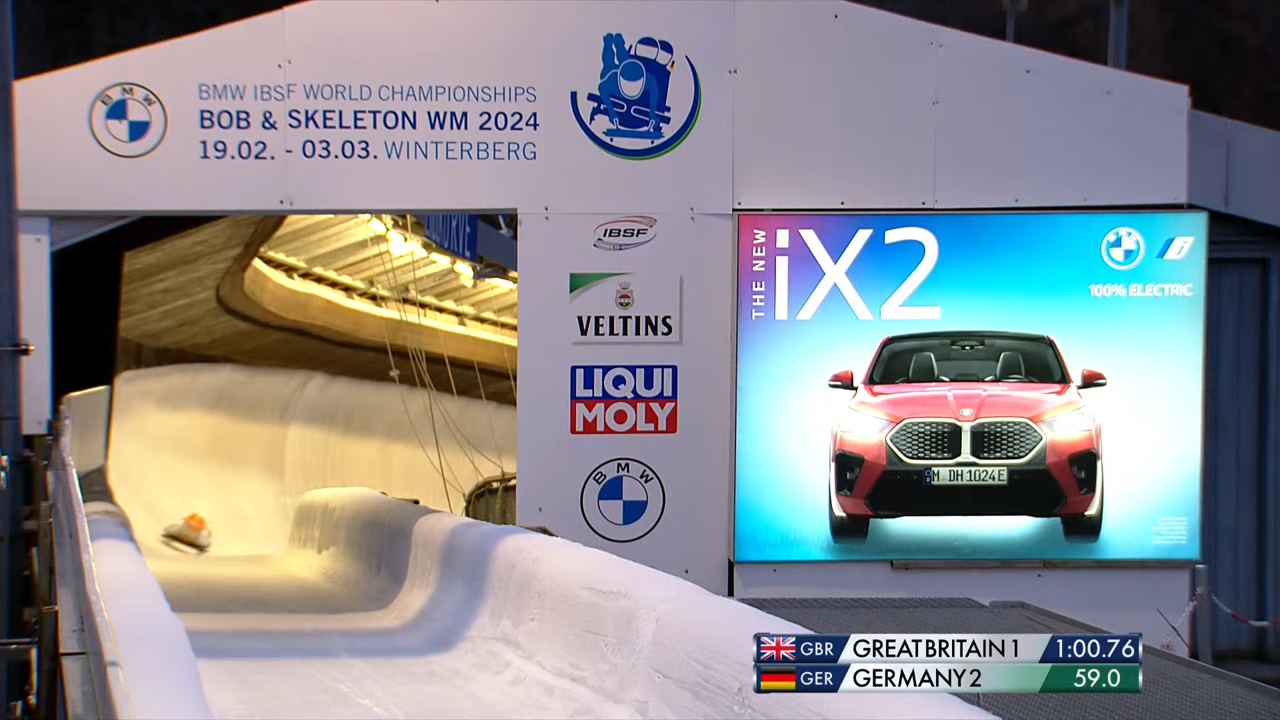 BMW
BMW IBSF WORLD CHAMPIONSHIPS
BOB & SKELETON WM 2024
19.02. - 03.03. WINTERBERG
IBSF
VELTINS
LIQUI
MOLY
BMW
THE NEW
iX2
i
100% ELECTRIC
M DH 1024E
GBR GREAT BRITAIN 1 1:00.76
GER GERMANY 2 59.0